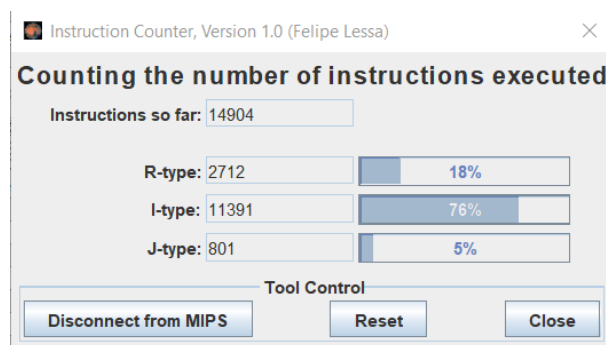 Instruction Counter, Version 1.0 (Felipe Lessa)
Counting the number of instructions executed
Instructions so far: 14904
R-type: 2712 18%
I-type: 11391 76%
J-type: 801 5%
Tool Control
Disconnect from MIPS Reset Close